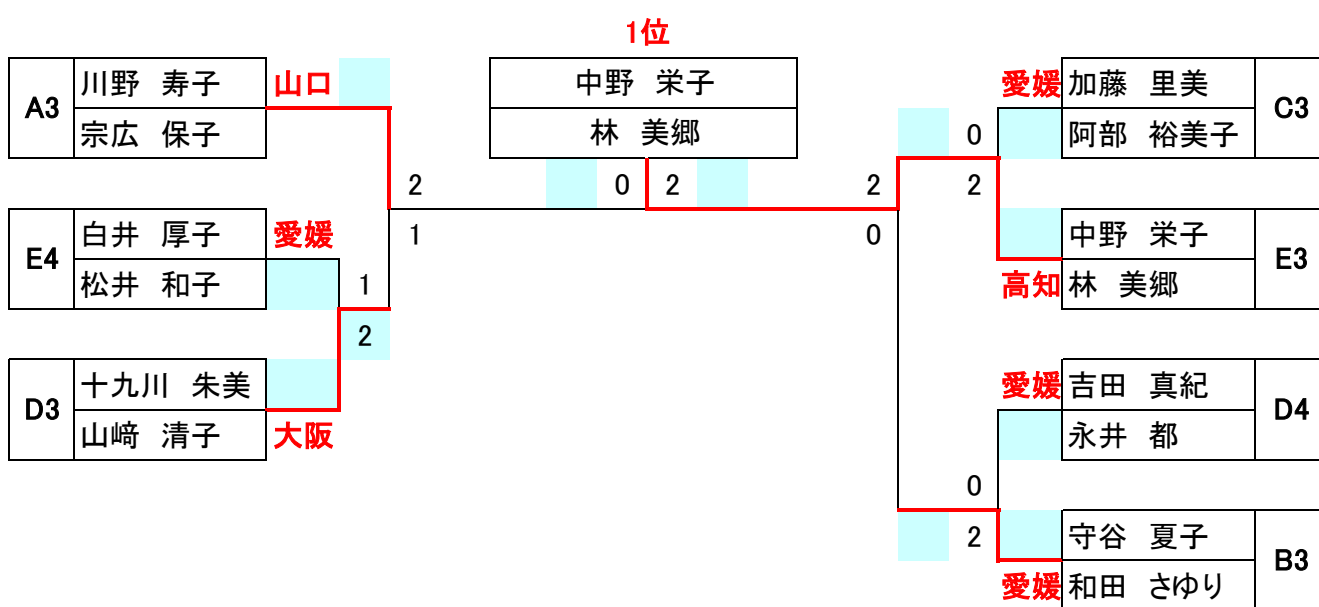 1位
A3
川野 寿子
山口
宗広 保子
中野 栄子
林 美郷
愛媛
加藤 里美
C3
0
阿部 裕美子
2
0
2
2
2
1
0
E4
白井 厚子
愛媛
松井 和子
1
中野 栄子
E3
高知
林 美郷
2
D3
十九川 朱美
山﨑 清子
大阪
愛媛
吉田 真紀
D4
永井 都
0
2
守谷 夏子
B3
愛媛
和田 さゆり